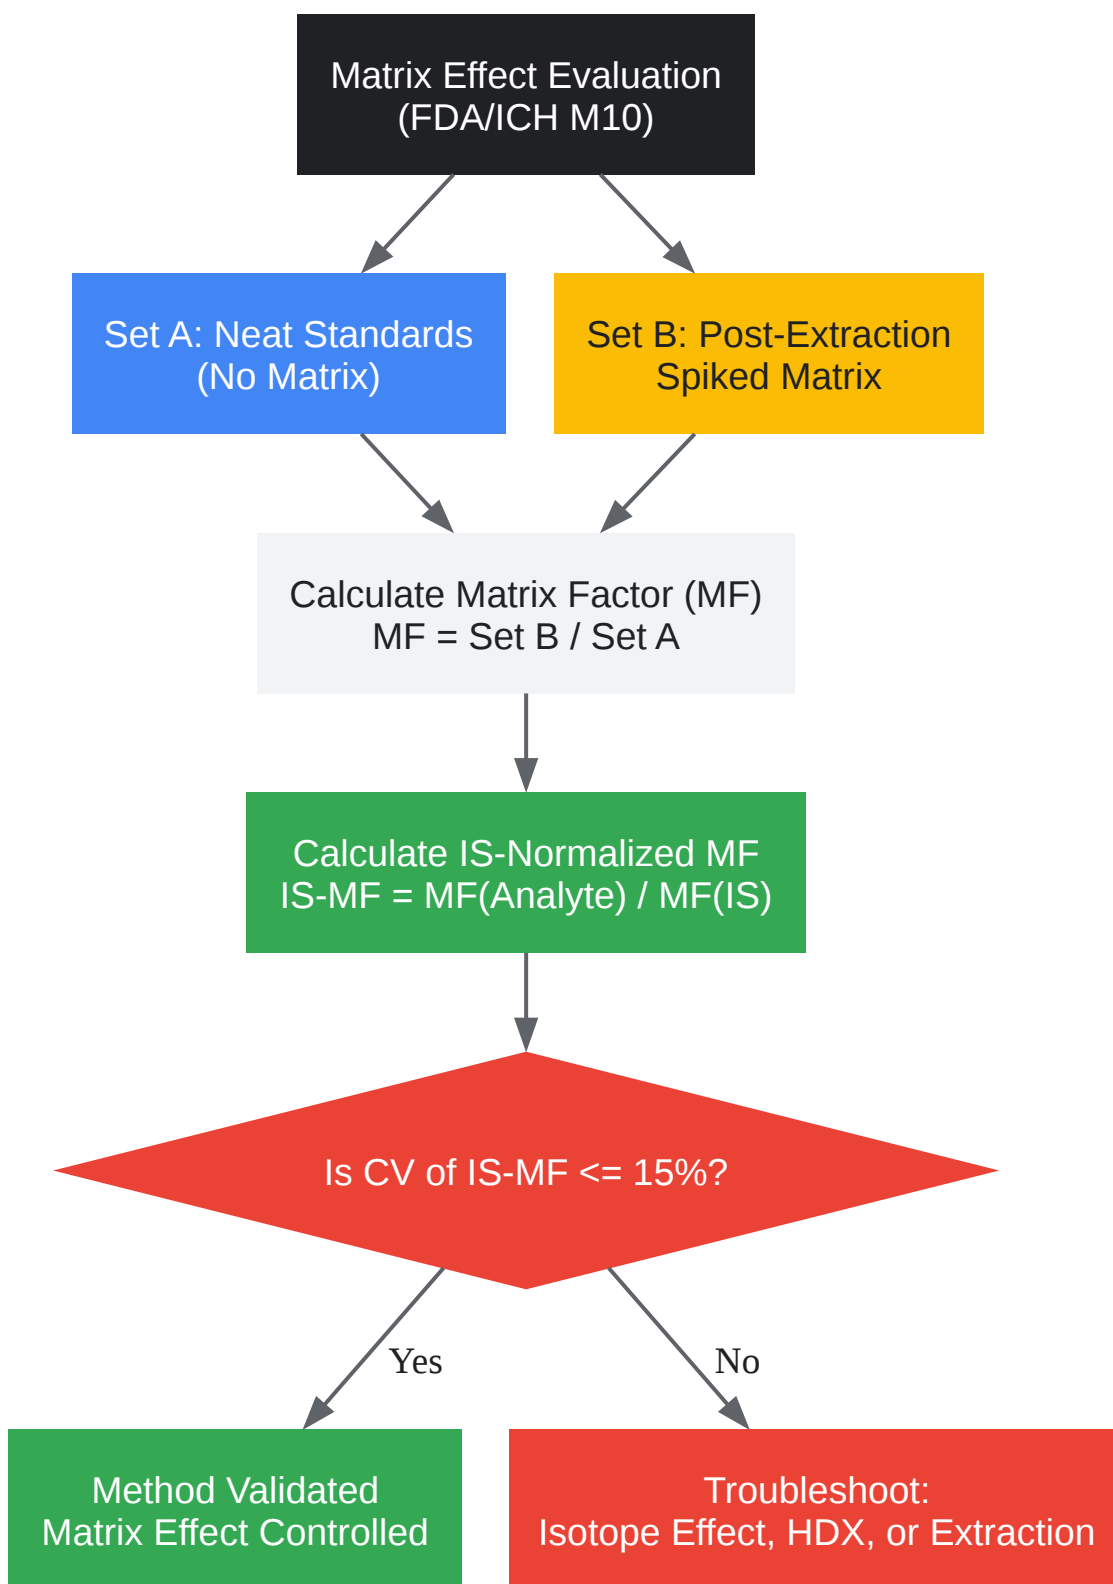 Matrix Effect Evaluation
(FDA/ICH M10)
Set A: Neat Standards
(No Matrix)
Set B: Post-Extraction
Spiked Matrix
Calculate Matrix Factor (MF)
MF = Set B / Set A
Calculate IS-Normalized MF
IS-MF = MF(Analyte) / MF(IS)
Is CV of IS-MF <= 15%?
Yes
No
Method Validated
Matrix Effect Controlled
Troubleshoot:
Isotope Effect, HDX, or Extraction